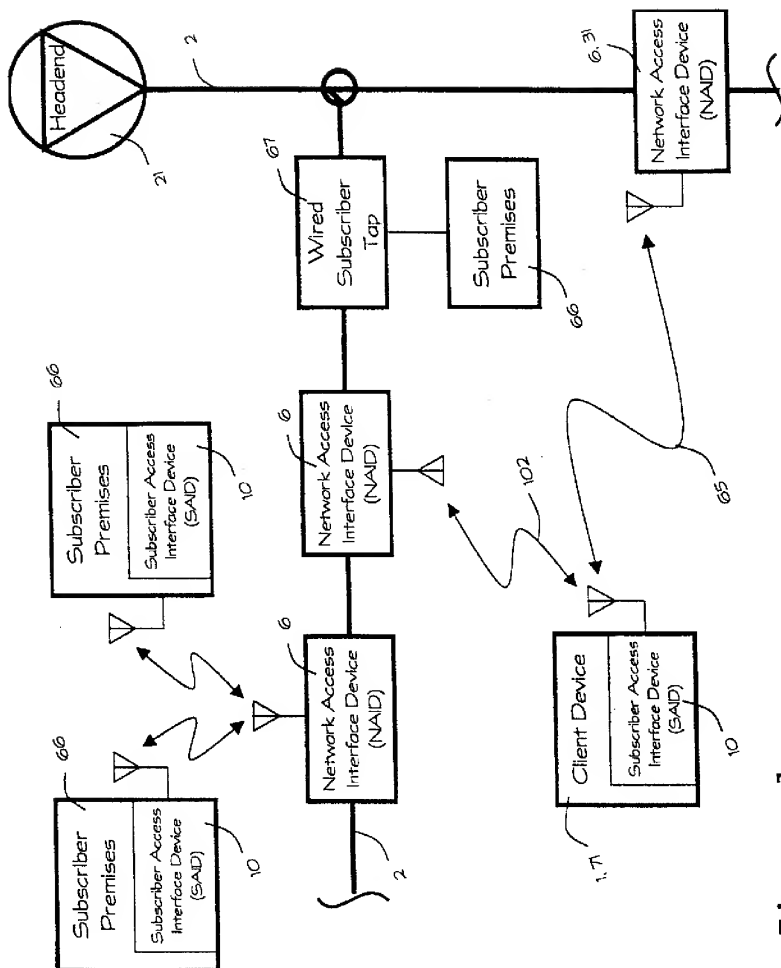 Headend
21
2
Wired
Subscriber
Tap
67
Subscriber
Premises
66
Network Access
Interface Device
(NAID)
6,31
Subscriber
Premises
66
Subscriber Access
Interface Device
(SAID)
10
Network Access
Interface Device
(NAID)
6
102
65
Subscriber
Premises
66
Subscriber Access
Interface Device
(SAID)
10
Network Access
Interface Device
(NAID)
6
2
Client Device
1,71
Subscriber Access
Interface Device
(SAID)
10